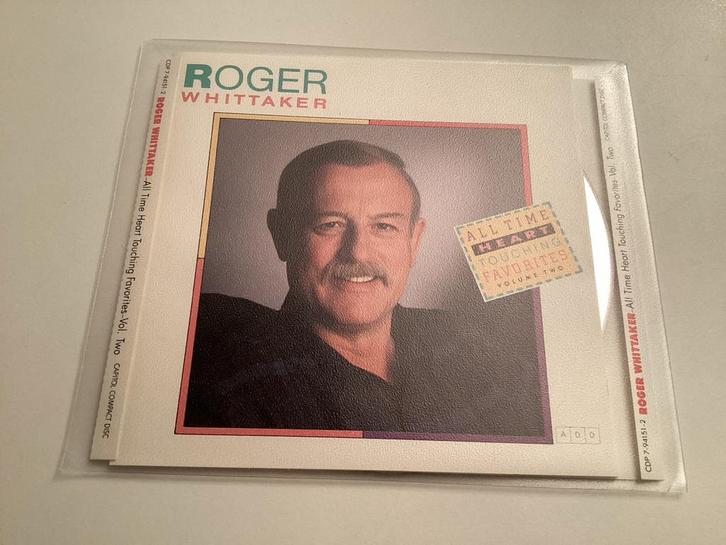 ROGER
WHITTAKER
ALL TIME
HEART
TOUCHING
FAVORITES
VOLUME TWO
A D D
CDP 7-94151-2 ROGER WHITTAKER-All Time Heart Touching Favorites-Vol. Two CAPITOL COMPACT DISC
CDP 7-94151-2 ROGER WHITTAKER-All Time Heart Touching Favorites-Vol. Two CAPITOL COMPACT DISC